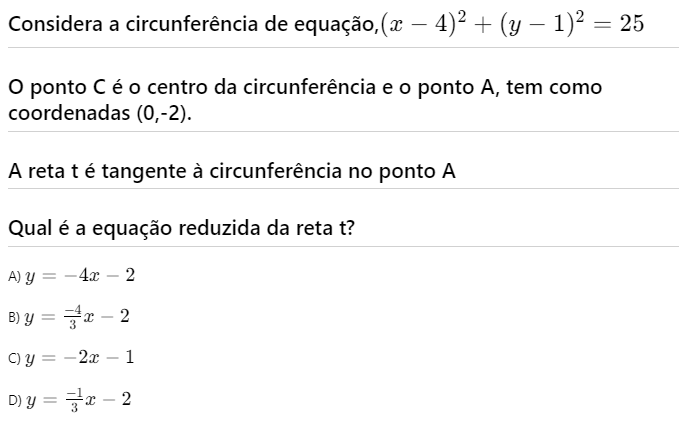 Considera a circunferência de equação,(x − 4)² + (y − 1)² = 25
O ponto C é o centro da circunferência e o ponto A, tem como
coordenadas (0,-2).
A reta t é tangente à circunferência no ponto A
Qual é a equação reduzida da reta t?
A) y = −4x − 2
B) y = −4/3 x − 2
C) y = −2x − 1
D) y = −1/3 x − 2